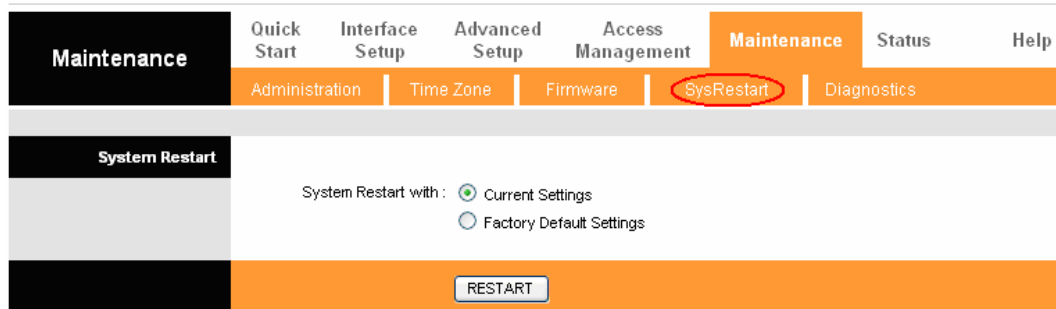 Maintenance
Quick Start
Interface Setup
Advanced Setup
Access Management
Maintenance
Status
Help
Administration
Time Zone
Firmware
SysRestart
Diagnostics
System Restart
System Restart with :
Current Settings
Factory Default Settings
RESTART